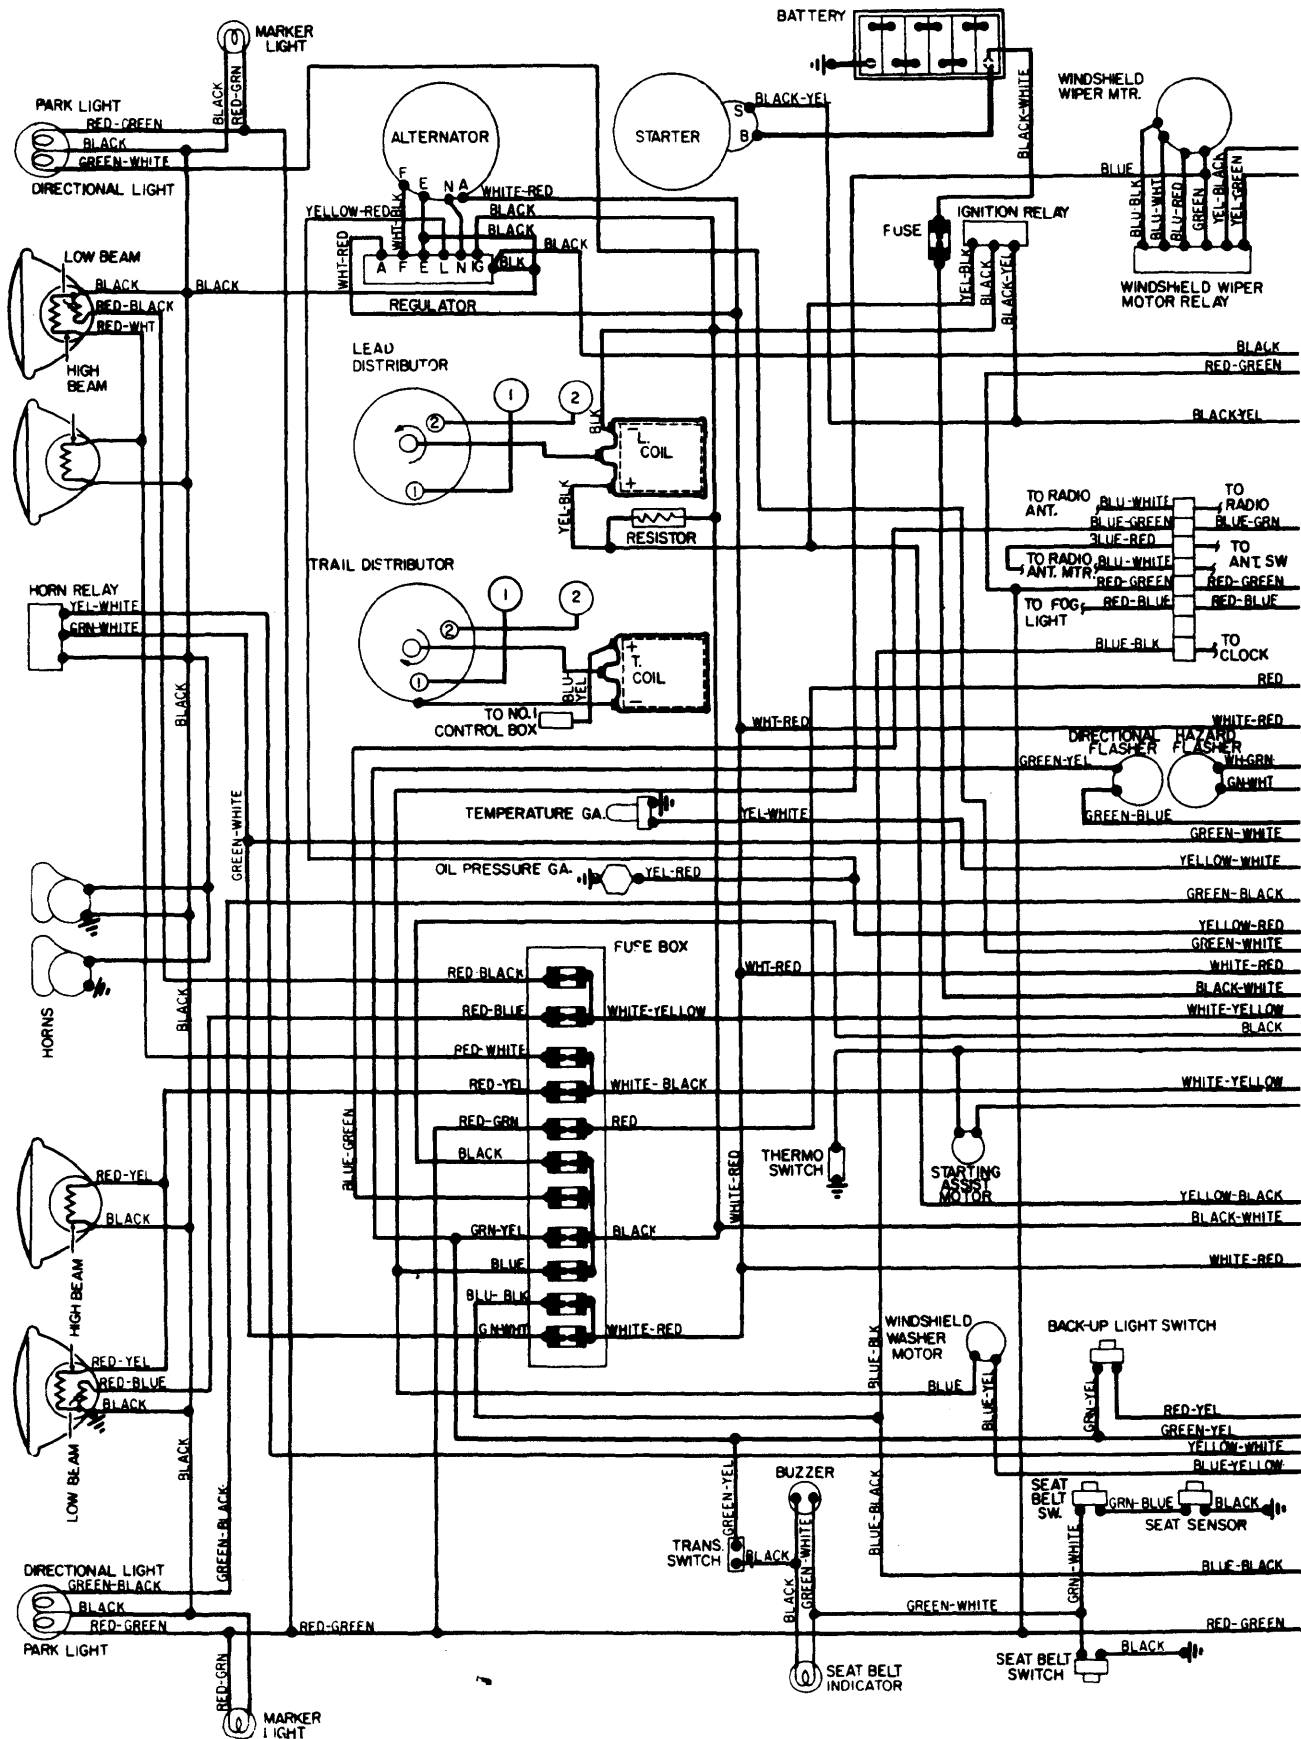 BATTERY
MARKER
LIGHT
BLACK
RED-GRN
PARK LIGHT
RED-GREEN
BLACK
GREEN-WHITE
DIRECTIONAL LIGHT
ALTERNATOR
F
E
N
A
STARTER
S
B
BLACK-YEL
BLACK-WHITE
WINDSHIELD
WIPER MTR.
BLUE
BLU-BLK
BLU-WHT
BLU-RED
GREEN
YEL-BLACK
YEL-GREEN
WINDSHIELD WIPER
MOTOR RELAY
WHITE-RED
BLACK
YELLOW-RED
WHT-BLK
BLACK
BLACK
WHT-RED
A
F
E
L
N
IG
BLK
REGULATOR
FUSE
IGNITION RELAY
YEL-BLK
BLACK
BLACK-YEL
LOW BEAM
BLACK
BLACK
RED-BLACK
RED-WHT
HIGH
BEAM
BLACK
RED-GREEN
BLACK-YEL
LEAD
DISTRIBUTOR
1
2
2
1
BLK
-
L.
COIL
+
YEL-BLK
RESISTOR
TO RADIO
ANT.
BLU-WHITE
TO
RADIO
BLUE-GREEN
BLUE-GRN
BLUE-RED
TO
ANT. SW
TO RADIO
ANT. MTR.
BLU-WHITE
RED-GREEN
RED-GREEN
TO FOG
LIGHT
RED-BLUE
RED-BLUE
BLUE-BLK
TO
CLOCK
TRAIL DISTRIBUTOR
1
2
2
1
+
T.
COIL
-
BLU-
YEL
TO NO.1
CONTROL BOX
HORN RELAY
YEL-WHITE
GRN-WHITE
BLACK
RED
WHT-RED
WHITE-RED
DIRECTIONAL
FLASHER
HAZARD
FLASHER
GREEN-YEL
WH-GRN
GN-WHT
GREEN-BLUE
GREEN-WHITE
TEMPERATURE GA.
YEL-WHITE
GREEN-WHITE
YELLOW-WHITE
OIL PRESSURE GA.
YEL-RED
GREEN-BLACK
YELLOW-RED
GREEN-WHITE
HORNS
BLACK
FUSE BOX
WHT-RED
WHITE-RED
BLACK-WHITE
WHITE-YELLOW
BLACK
RED-BLACK
RED-BLUE
WHITE-YELLOW
RED-WHITE
RED-YEL
WHITE-BLACK
WHITE-YELLOW
RED-GRN
RED
BLACK
BLUE-GREEN
GRN-YEL
BLACK
BLUE
BLU-BLK
GN-WHT
WHITE-RED
WHITE-RED
THERMO
SWITCH
STARTING
ASSIST
MOTOR
YELLOW-BLACK
BLACK-WHITE
WHITE-RED
RED-YEL
BLACK
HIGH BEAM
RED-YEL
RED-BLUE
BLACK
LOW BEAM
BLACK
GREEN-BLACK
WINDSHIELD
WASHER
MOTOR
BLUE-BLK
BLUE
BLUE-YEL
BACK-UP LIGHT SWITCH
GRN-YEL
RED-YEL
GREEN-YEL
YELLOW-WHITE
BLUE-YELLOW
BUZZER
GREEN-YEL
TRANS.
SWITCH
BLACK
BLACK
GREEN-WHITE
BLUE-BLACK
SEAT
BELT
SW.
GRN-BLUE
BLACK
SEAT SENSOR
GRN-WHITE
BLUE-BLACK
GREEN-WHITE
RED-GREEN
DIRECTIONAL LIGHT
GREEN-BLACK
BLACK
RED-GREEN
RED-GREEN
PARK LIGHT
RED-GRN
MARKER
LIGHT
SEAT BELT
INDICATOR
SEAT BELT
SWITCH
BLACK